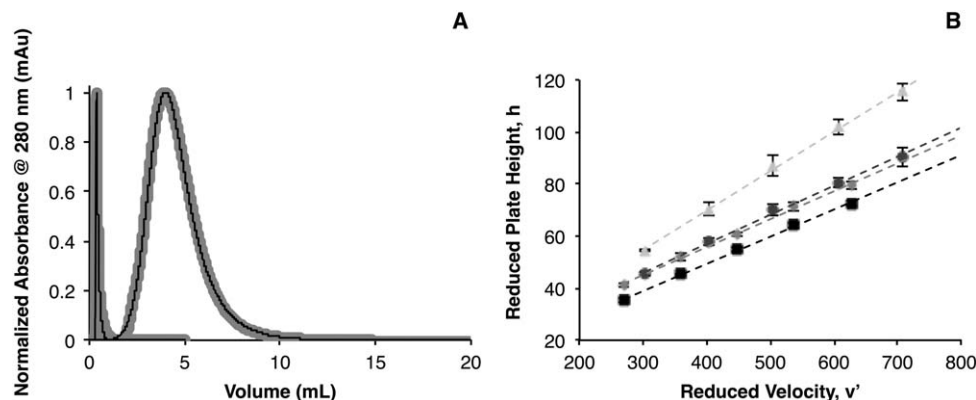 A
Normalized Absorbance @ 280 nm (mAu)
1
0.8
0.6
0.4
0.2
0
0 5 10 15 20
Volume (mL)
B
Reduced Plate Height, h
120
100
80
60
40
20
200 300 400 500 600 700 800
Reduced Velocity, v’